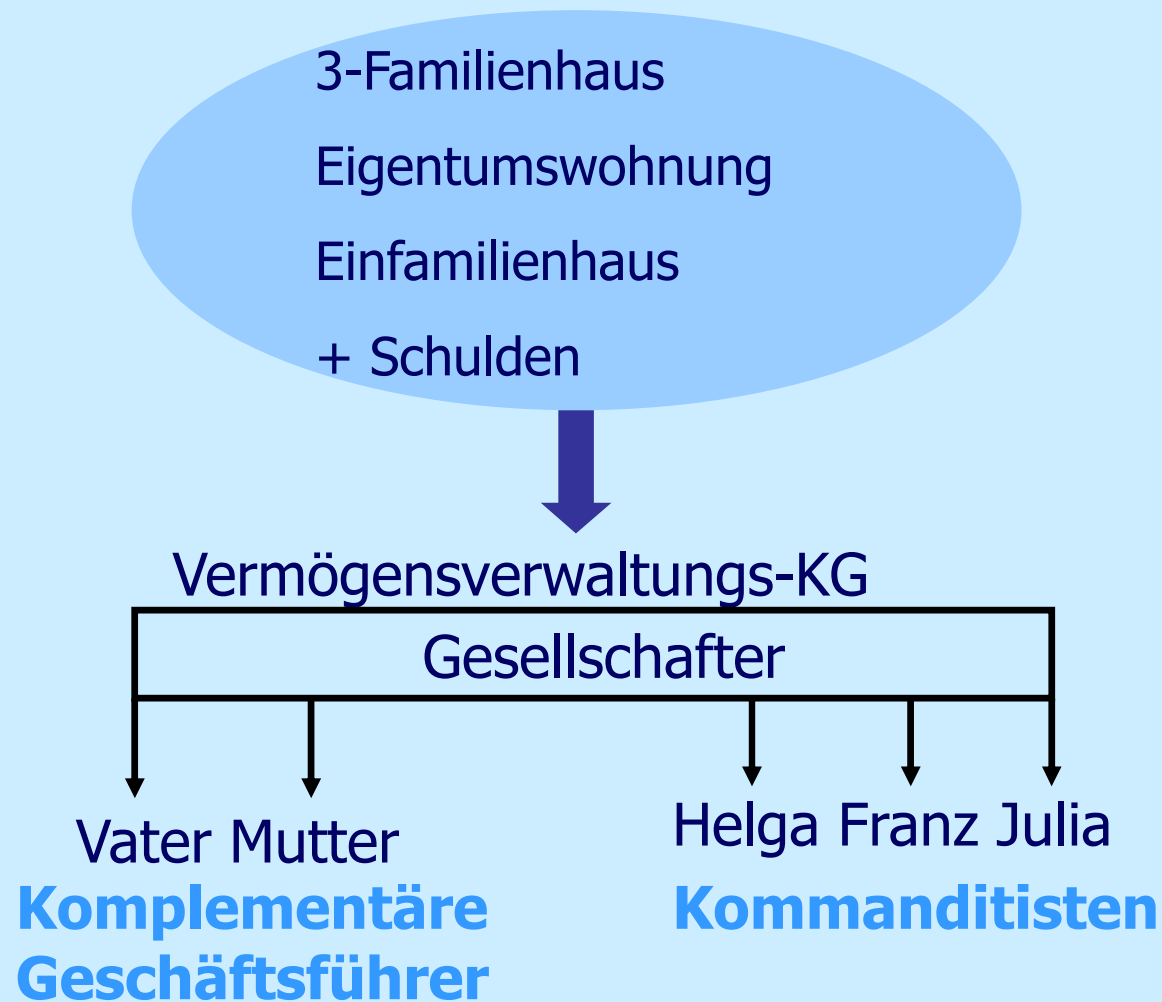 3-Familienhaus
Eigentumswohnung
Einfamilienhaus
+ Schulden
Vermögensverwaltungs-KG
Gesellschafter
Vater Mutter
Komplementäre
Geschäftsführer
Helga Franz Julia
Kommanditisten